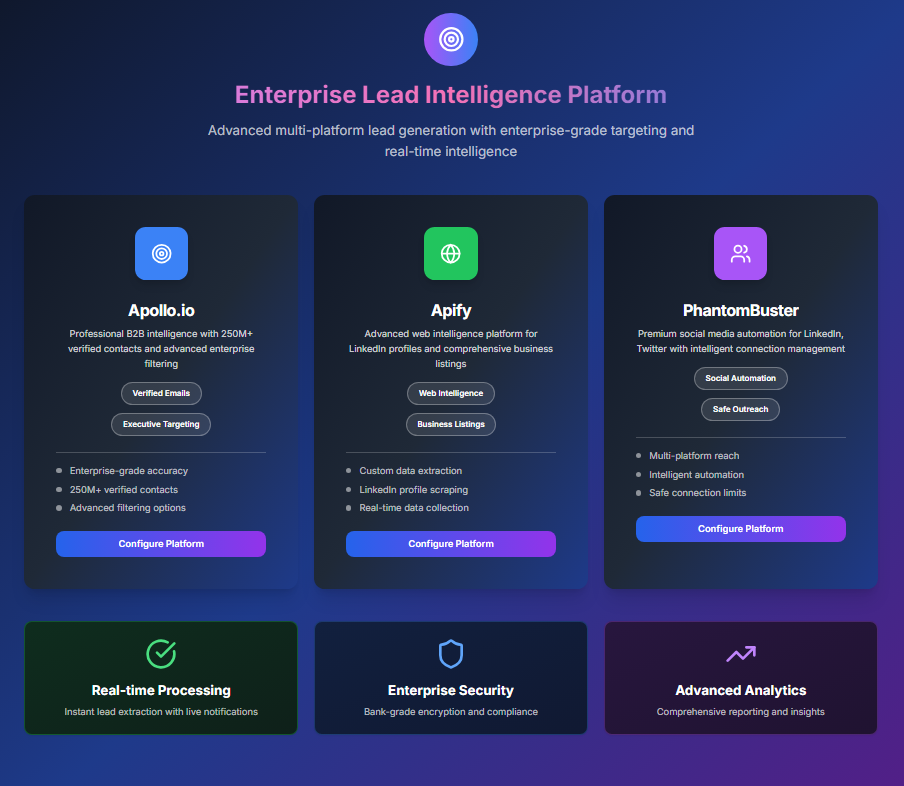 Enterprise Lead Intelligence Platform
Advanced multi-platform lead generation with enterprise-grade targeting and
real-time intelligence
Apollo.io
Professional B2B intelligence with 250M+
verified contacts and advanced enterprise
filtering
Verified Emails
Executive Targeting
Enterprise-grade accuracy
250M+ verified contacts
Advanced filtering options
Configure Platform
Apify
Advanced web intelligence platform for
LinkedIn profiles and comprehensive business
listings
Web Intelligence
Business Listings
Custom data extraction
LinkedIn profile scraping
Real-time data collection
Configure Platform
PhantomBuster
Premium social media automation for LinkedIn,
Twitter with intelligent connection management
Social Automation
Safe Outreach
Multi-platform reach
Intelligent automation
Safe connection limits
Configure Platform
Real-time Processing
Instant lead extraction with live notifications
Enterprise Security
Bank-grade encryption and compliance
Advanced Analytics
Comprehensive reporting and insights